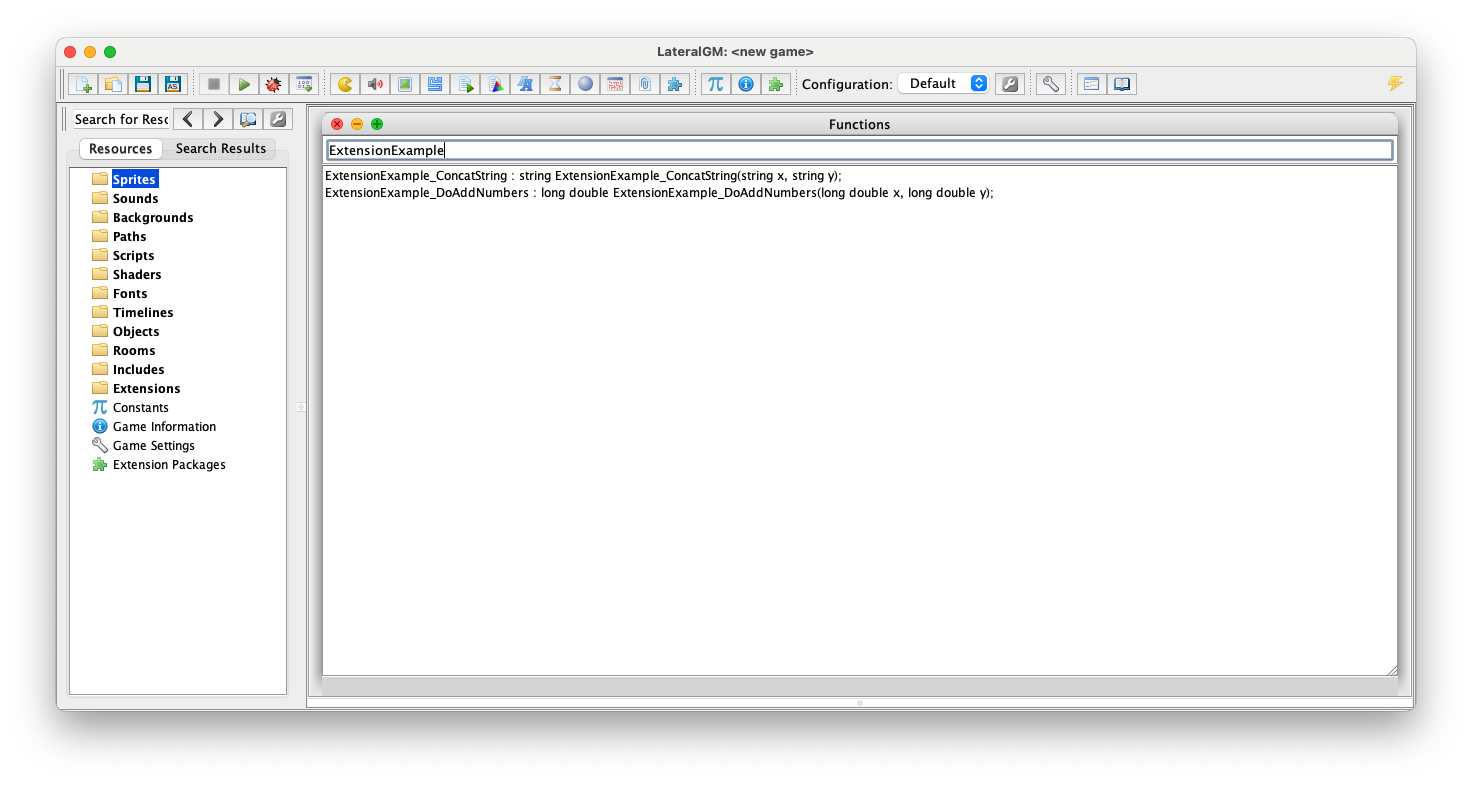 LateralGM: <new game>
Configuration: Default
Search for Resc
Resources Search Results
Sprites
Sounds
Backgrounds
Paths
Scripts
Shaders
Fonts
Timelines
Objects
Rooms
Includes
Extensions
Constants
Game Information
Game Settings
Extension Packages
Functions
ExtensionExample
ExtensionExample_ConcatString : string ExtensionExample_ConcatString(string x, string y);
ExtensionExample_DoAddNumbers : long double ExtensionExample_DoAddNumbers(long double x, long double y);